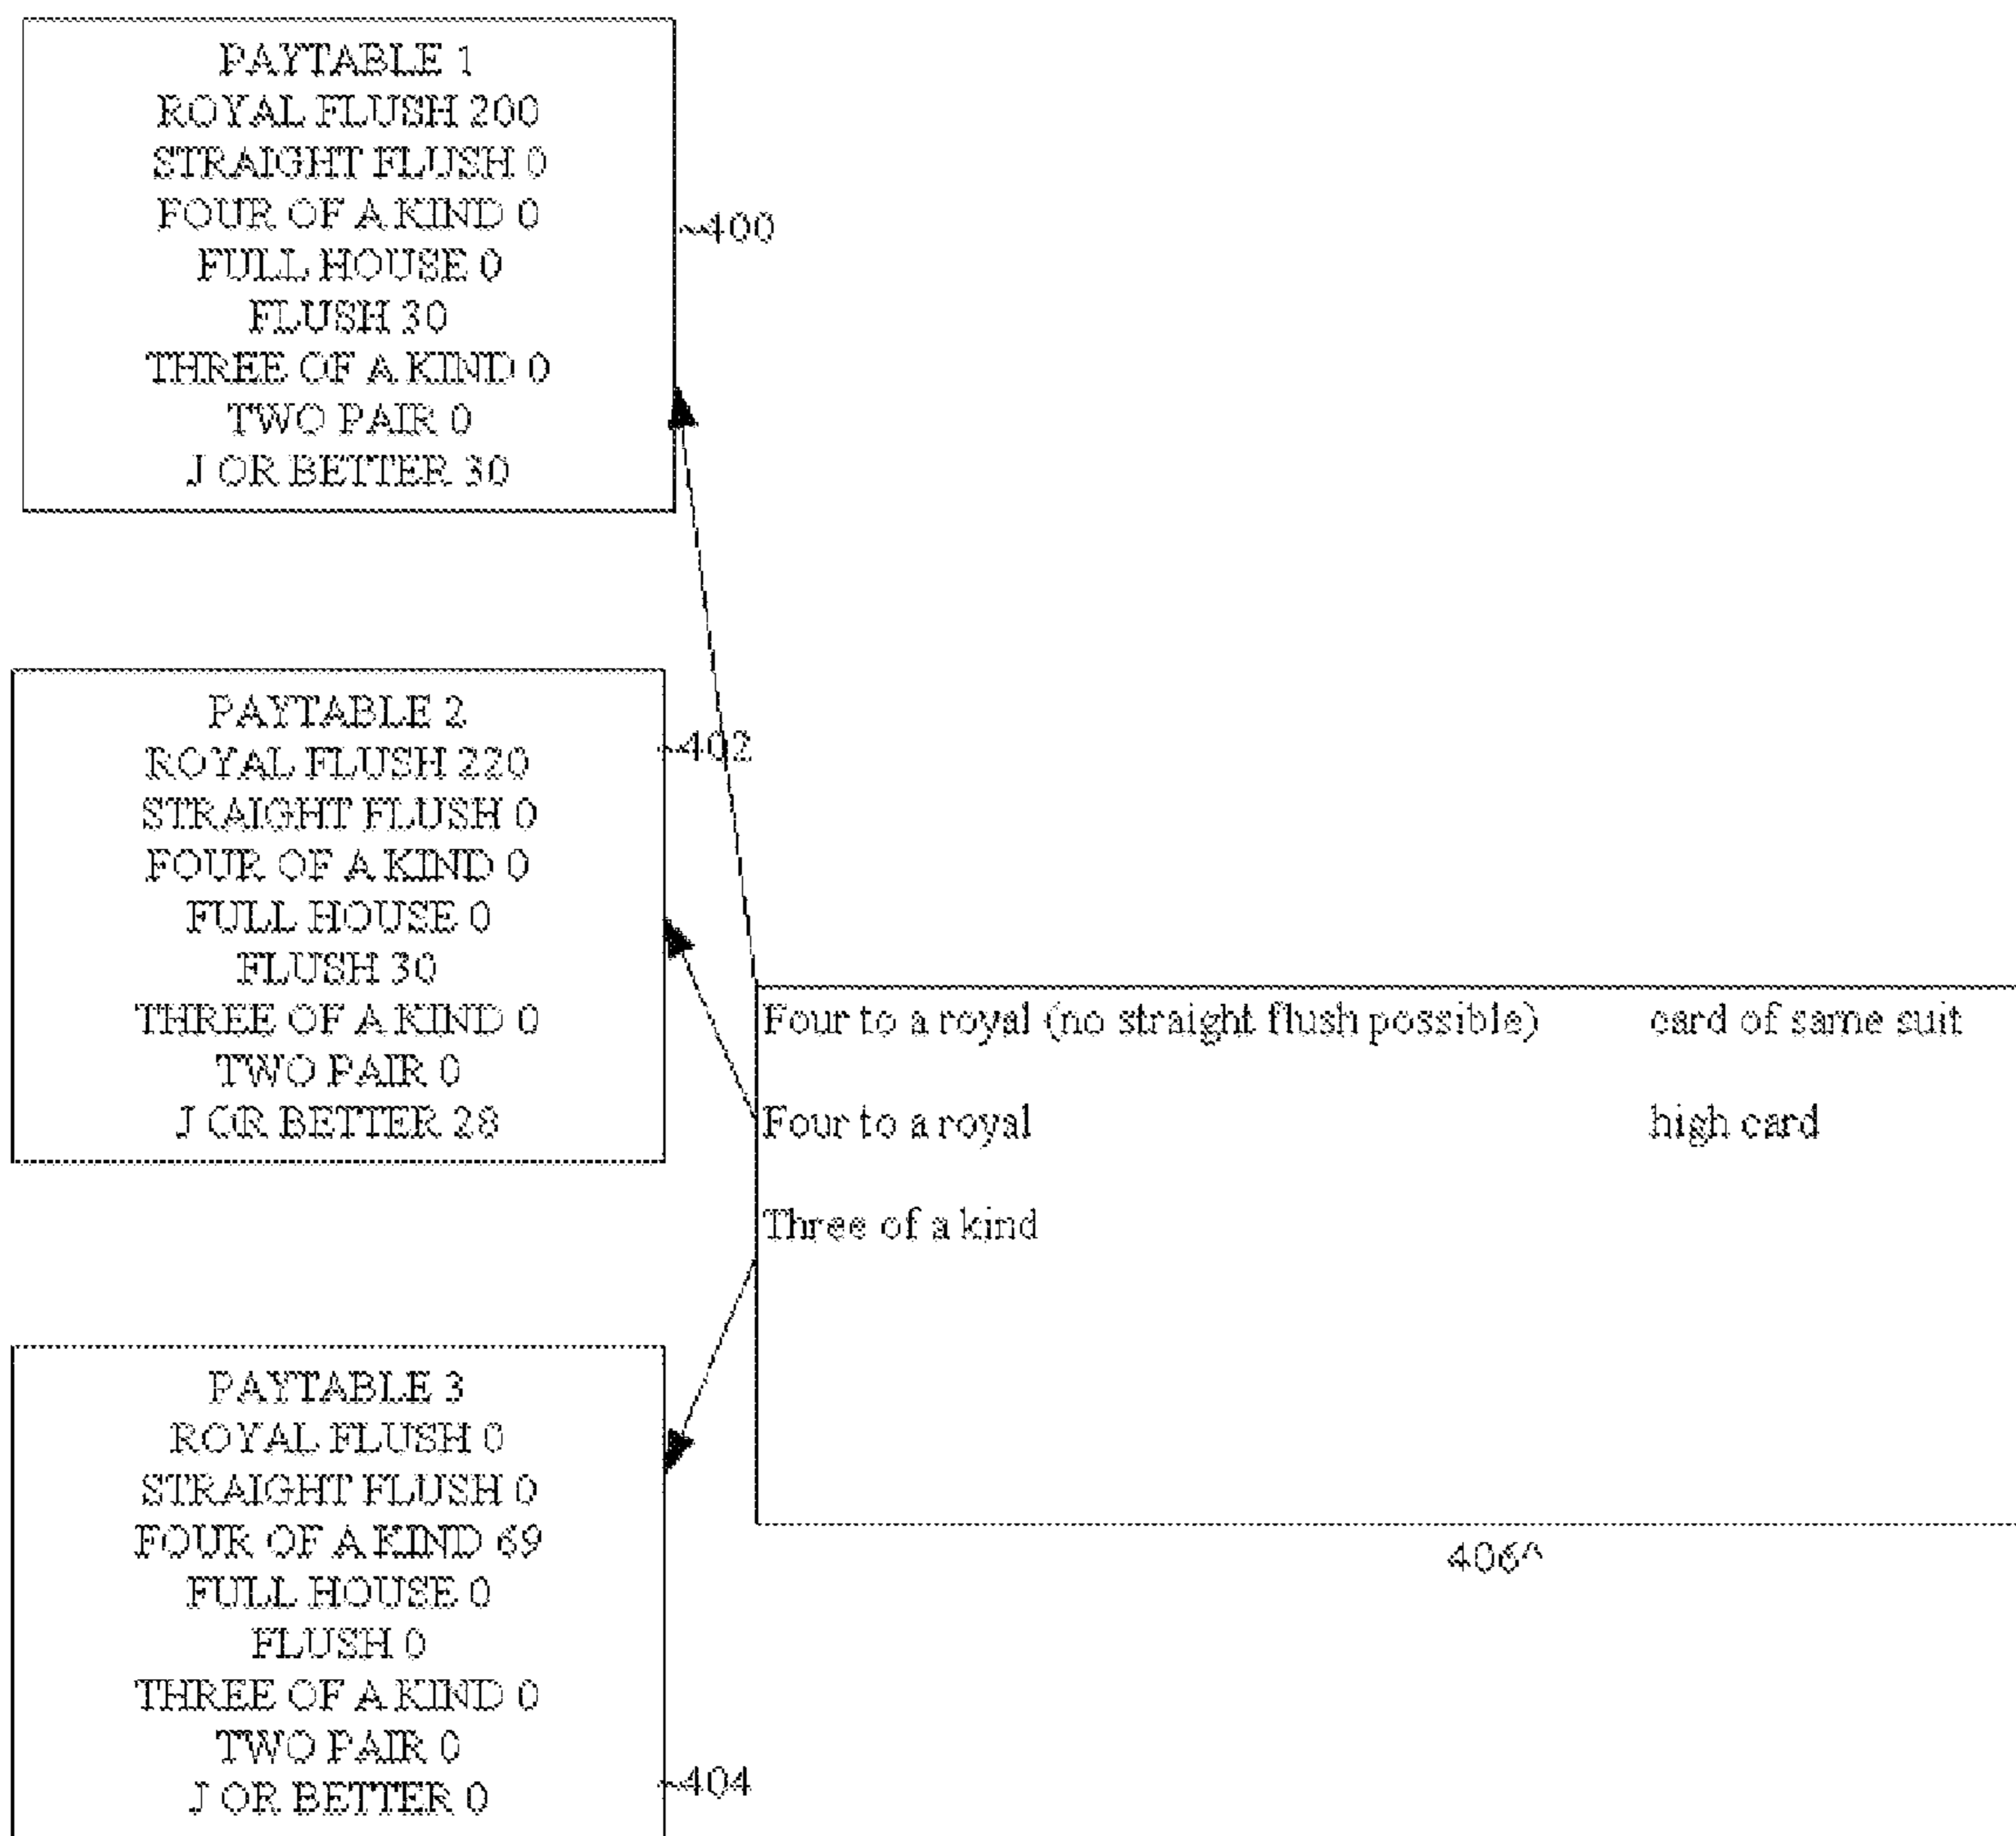 PAYTABLE 1
ROYAL FLUSH 200
STRAIGHT FLUSH 0
FOUR OF A KIND 0
FULL HOUSE 0
FLUSH 30
THREE OF A KIND 0
TWO PAIR 0
J OR BETTER 30
~400
PAYTABLE 2
ROYAL FLUSH 220
STRAIGHT FLUSH 0
FOUR OF A KIND 0
FULL HOUSE 0
FLUSH 30
THREE OF A KIND 0
TWO PAIR 0
J OR BETTER 28
~402
Four to a royal (no straight flush possible) card of same suit
Four to a royal high card
Three of a kind
406^
PAYTABLE 3
ROYAL FLUSH 0
STRAIGHT FLUSH 0
FOUR OF A KIND 69
FULL HOUSE 0
FLUSH 0
THREE OF A KIND 0
TWO PAIR 0
J OR BETTER 0
~404